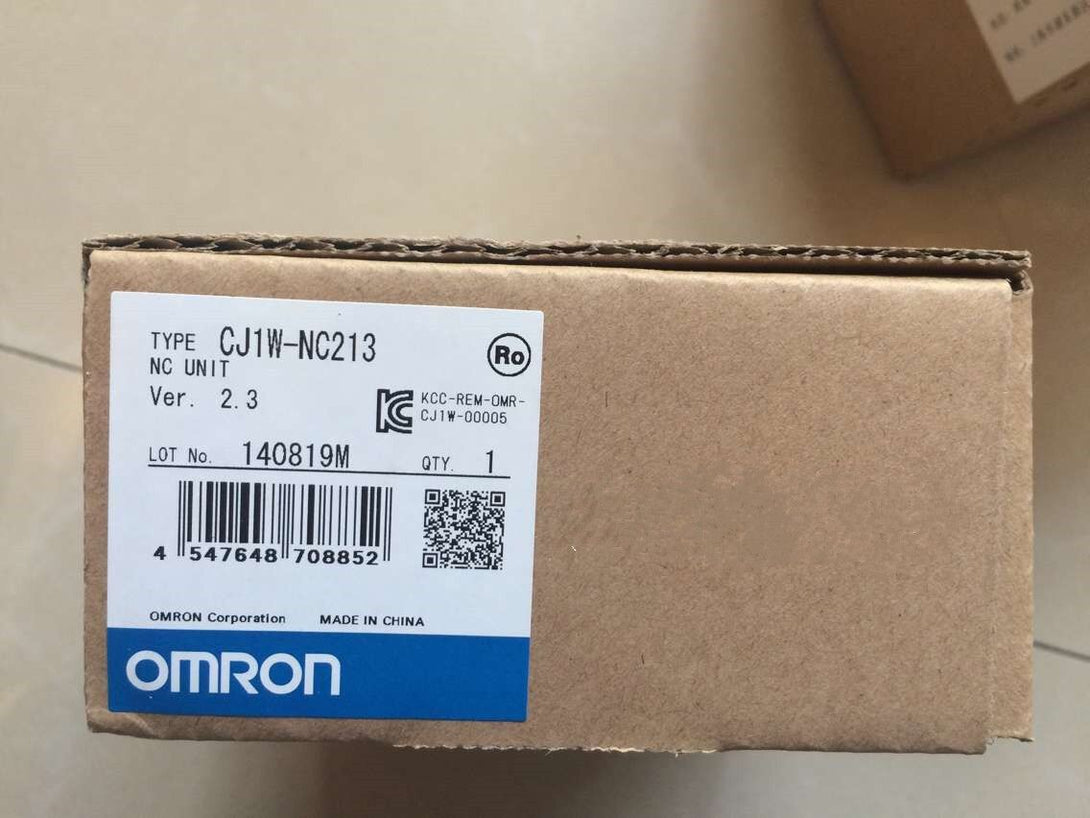 TYPE CJ1W-NC213
NC UNIT
Ver. 2.3
Ro
KCC-REM-OMR-
CJ1W-00005
LOT No. 140819M QTY. 1
4 547648 708852
OMRON Corporation MADE IN CHINA
OMRON